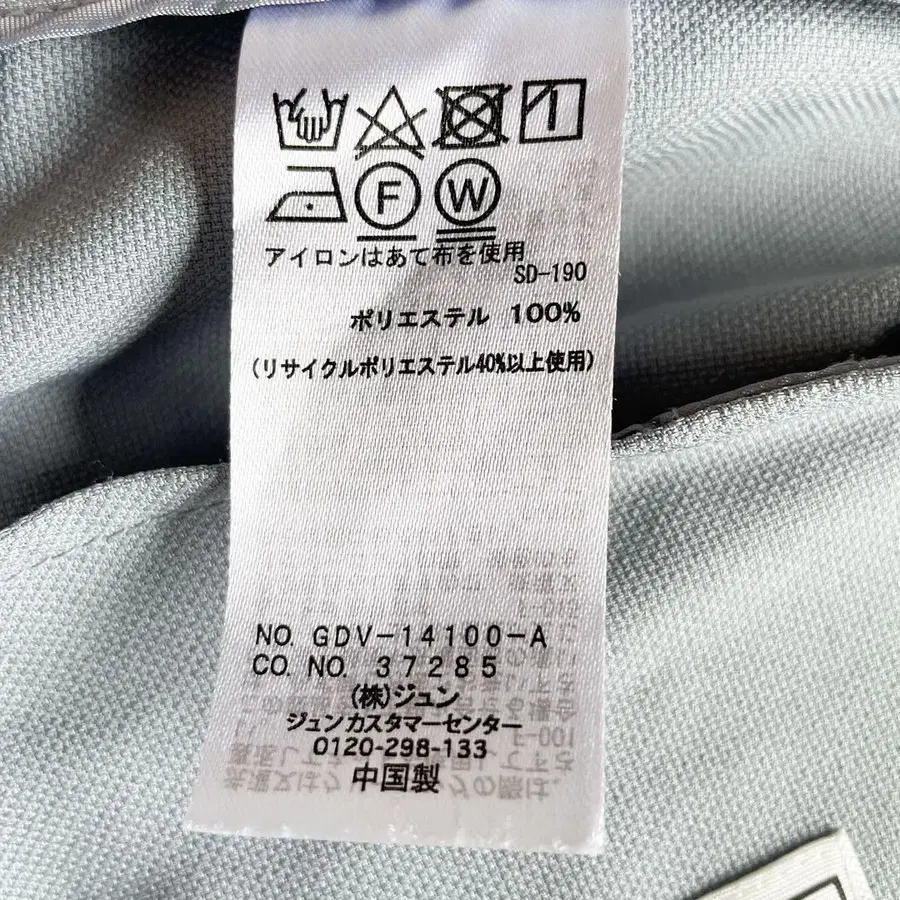 F W
アイロンはあて布を使用
SD-190
ポリエステル 100%
(リサイクルポリエステル40%以上使用)
NO. GDV-14100-A
CO. NO. 37285
(株)ジュン
ジュンカスタマーセンター
0120-298-133
中国製